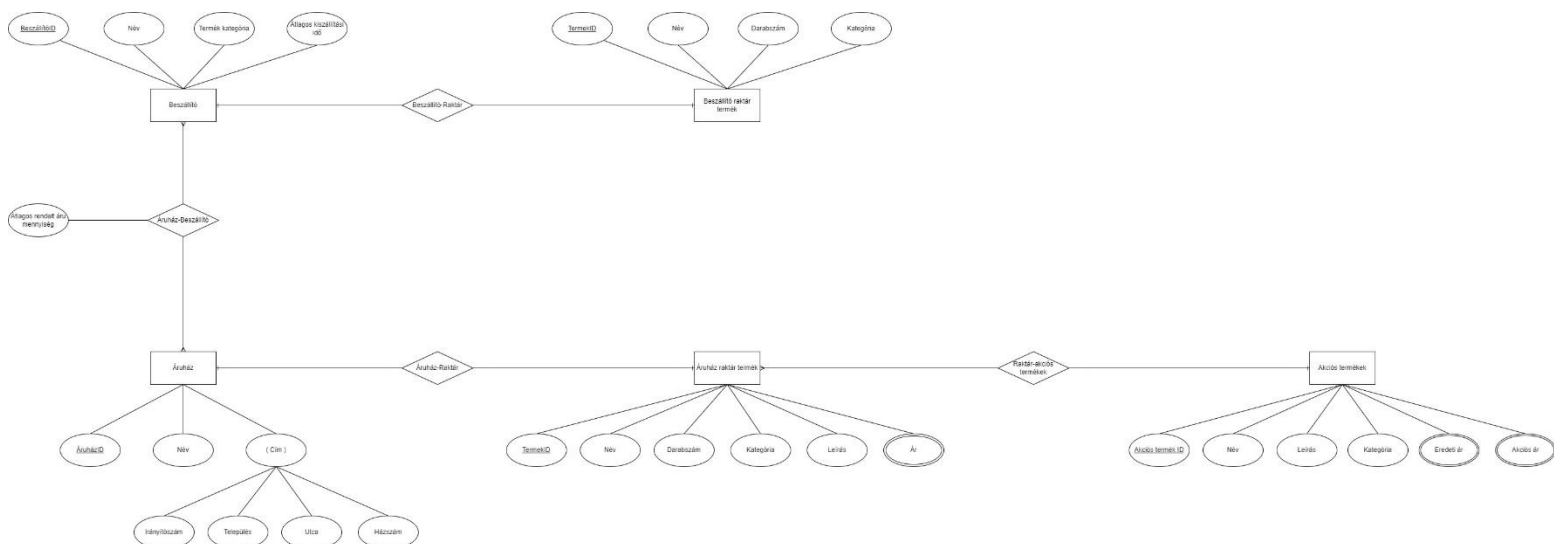 BeszállítóID
Név
Termék kategória
Átlagos kiszállítási
idő
TermekID
Név
Darabszám
Kategória
Beszállító
Beszállító-Raktár
Beszállító raktár
termék
Átlagos rendelt áru
mennyiség
Áruház-Beszállító
Áruház
Áruház-Raktár
Áruház raktár termék
Raktár-akciós
termékek
Akciós termékek
ÁruházID
Név
( Cím )
TermekID
Név
Darabszám
Kategória
Leírás
Ár
Akciós termék ID
Név
Leírás
Kategória
Eredeti ár
Akciós ár
Irányítószám
Település
Utca
Házszám